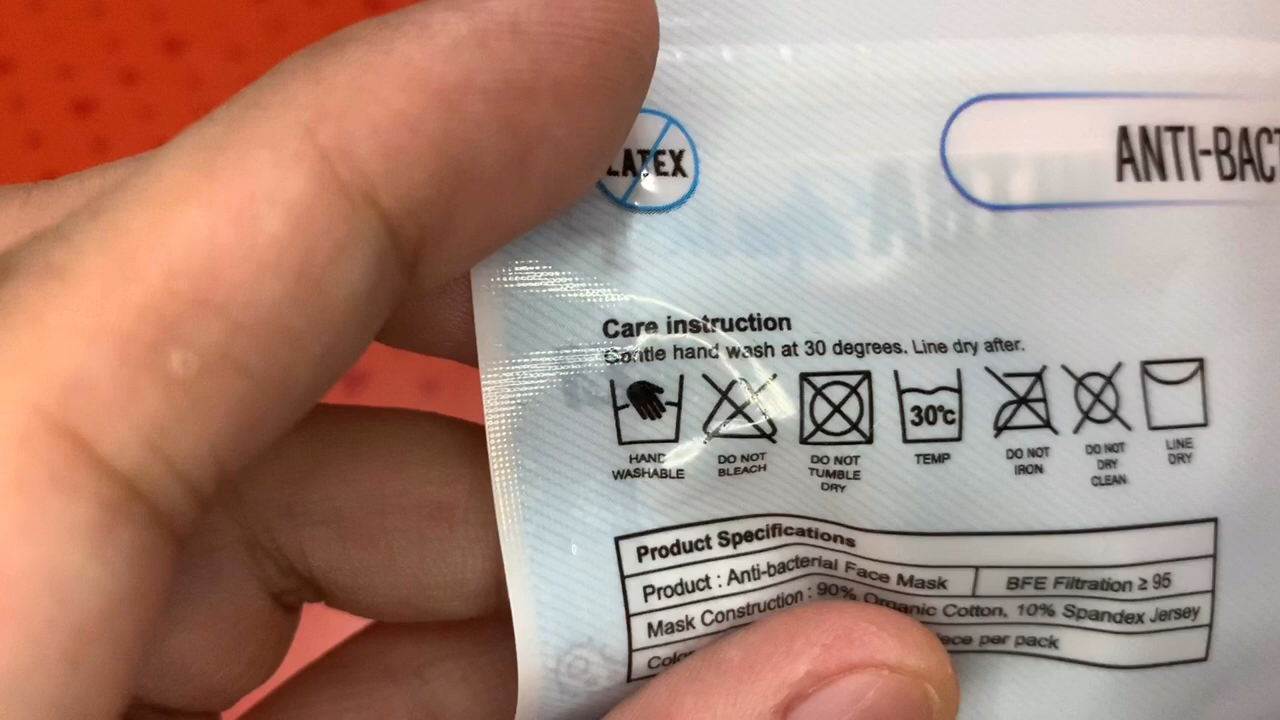 LATEX
ANTI-BACT
Care instruction
Gentle hand wash at 30 degrees. Line dry after.
30°c
HAND WASHABLE
DO NOT BLEACH
DO NOT TUMBLE DRY
TEMP
DO NOT IRON
DO NOT DRY CLEAN
LINE DRY
Product Specifications
Product : Anti-bacterial Face Mask
BFE Filtration ≥ 95
Mask Construction : 90% Organic Cotton, 10% Spandex Jersey
per pack